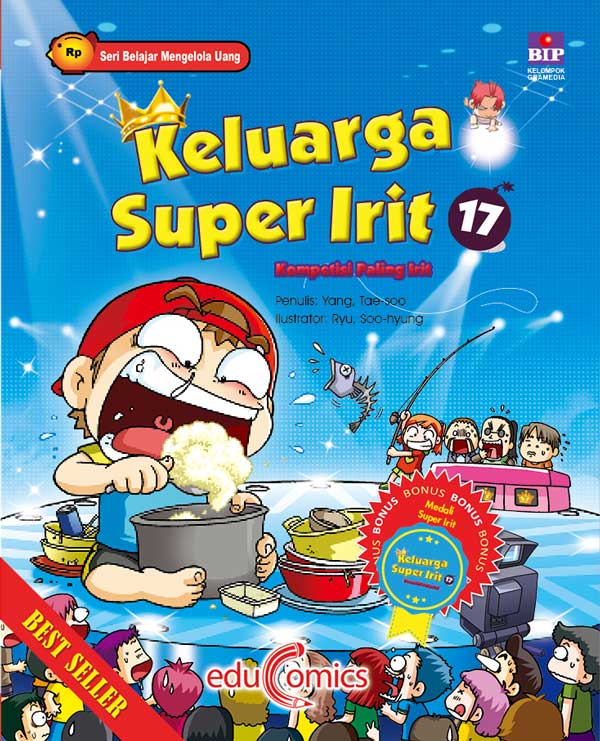 Rp
Seri Belajar Mengelola Uang
BIP
KELOMPOK
GRAMEDIA
Keluarga
Super Irit 17
Kompetisi Paling Irit
Penulis: Yang, Tae-soo
Ilustrator: Ryu, Soo-hyung
BONUS BONUS BONUS BONUS
Medali
Super Irit
Keluarga
Super Irit 17
BEST SELLER
educomics